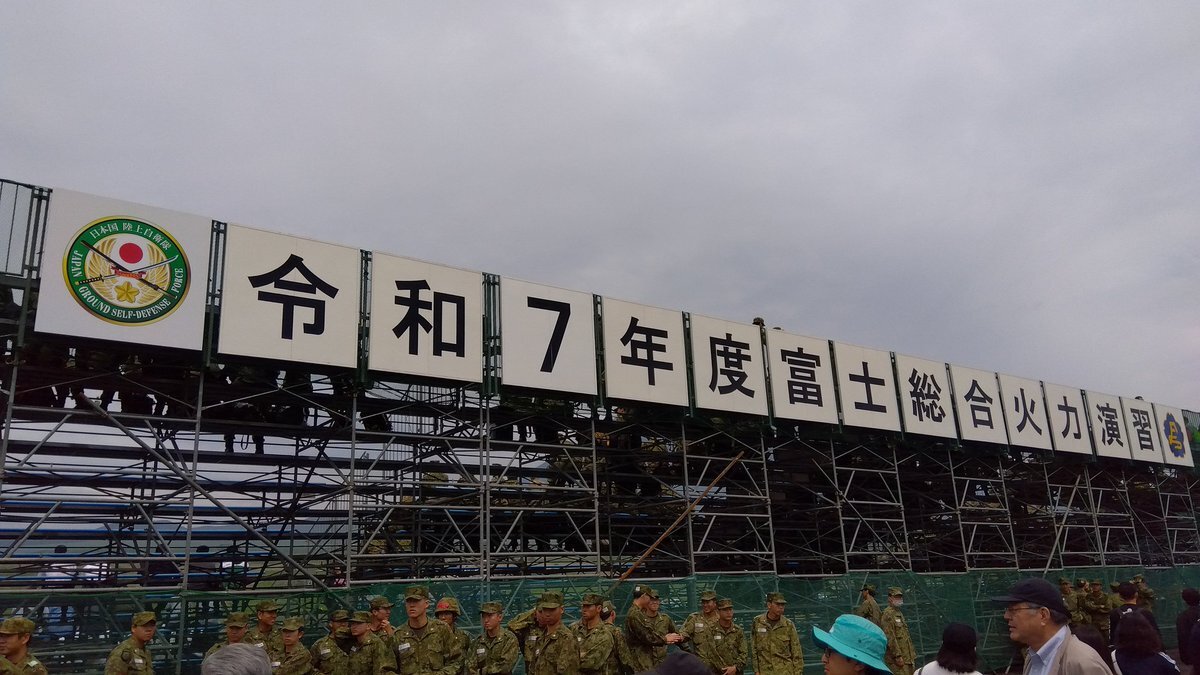 日本国 陸上自衛隊
JAPAN GROUND SELF-DEFENSE FORCE
令和7年度富士総合火力演習